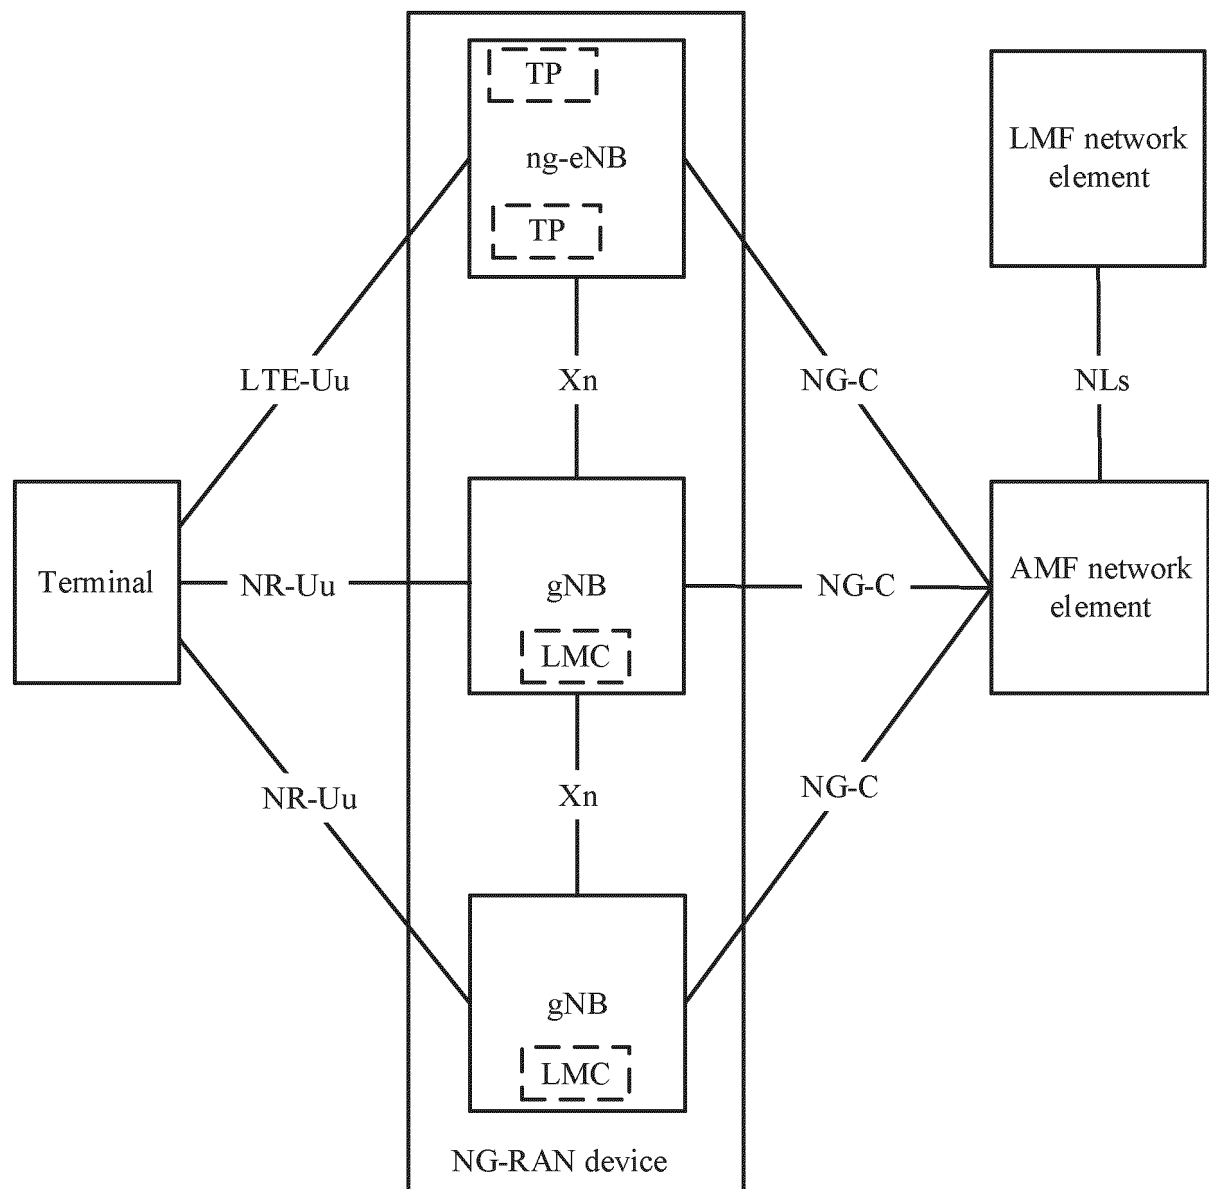 TP
ng-eNB
TP
LMF network
element
LTE-Uu
Xn
NG-C
NLs
Terminal
NR-Uu
gNB
LMC
NG-C
AMF network
element
NR-Uu
Xn
NG-C
gNB
LMC
NG-RAN device